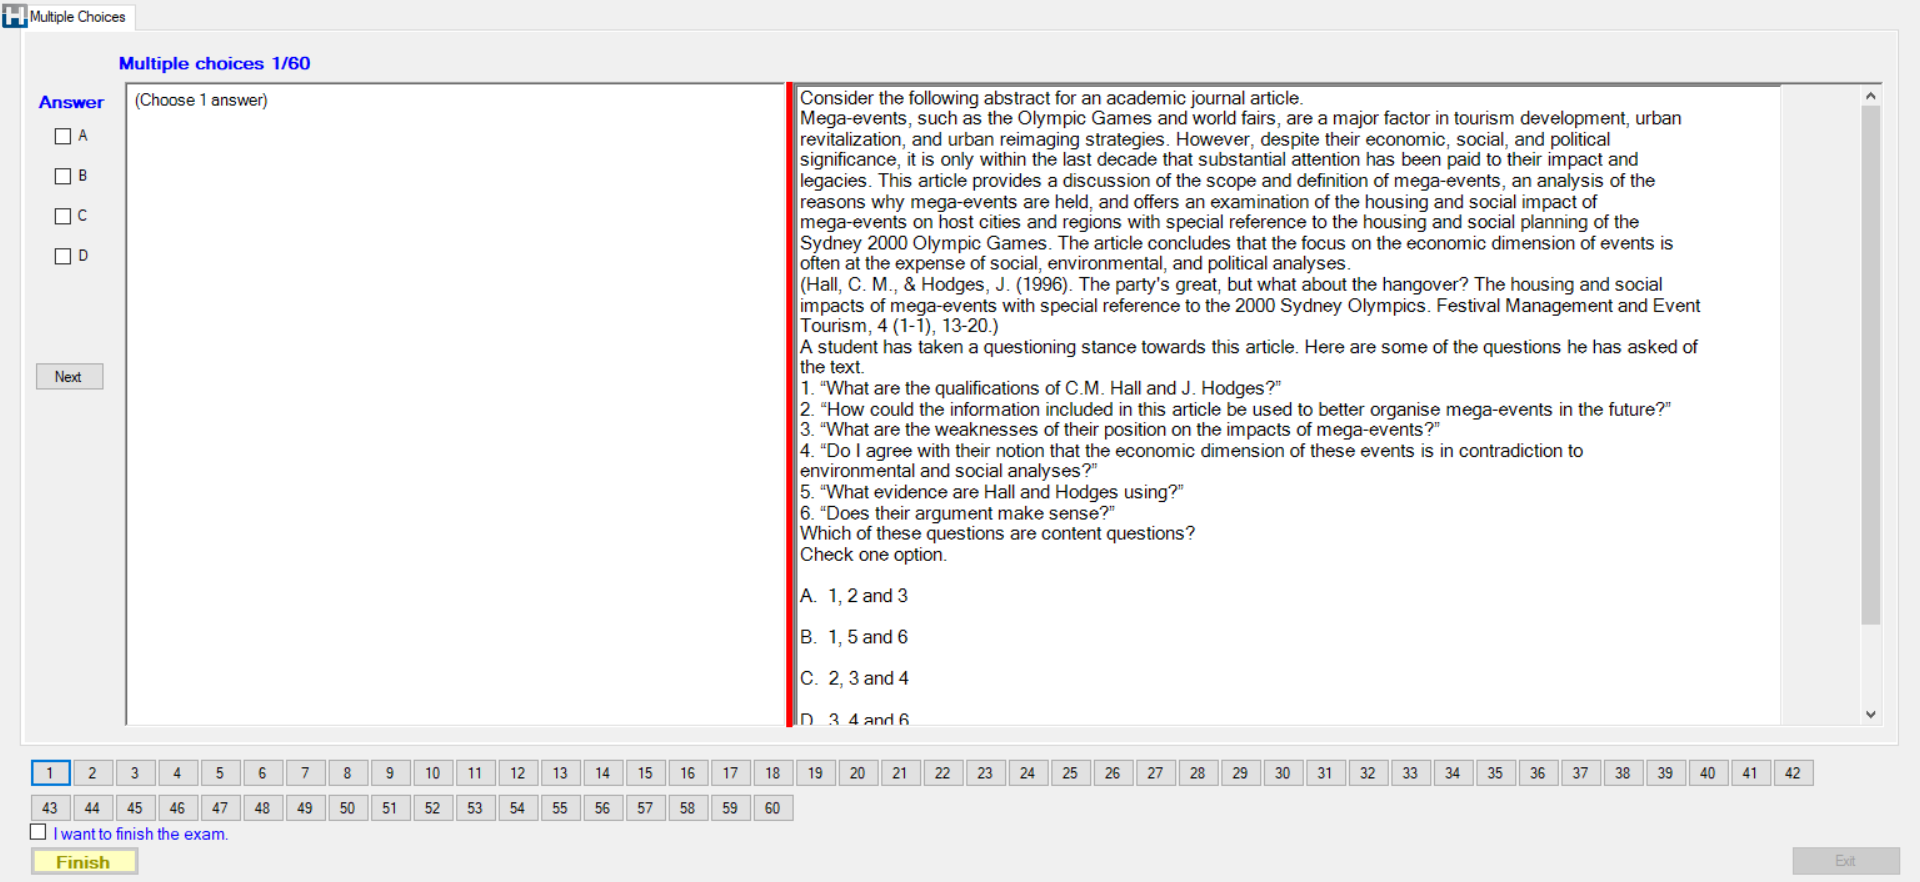 Multiple Choices
Multiple choices 1/60
Answer
A
B
C
D
Next
(Choose 1 answer)
Consider the following abstract for an academic journal article.
Mega-events, such as the Olympic Games and world fairs, are a major factor in tourism development, urban
revitalization, and urban reimaging strategies. However, despite their economic, social, and political
significance, it is only within the last decade that substantial attention has been paid to their impact and
legacies. This article provides a discussion of the scope and definition of mega-events, an analysis of the
reasons why mega-events are held, and offers an examination of the housing and social impact of
mega-events on host cities and regions with special reference to the housing and social planning of the
Sydney 2000 Olympic Games. The article concludes that the focus on the economic dimension of events is
often at the expense of social, environmental, and political analyses.
(Hall, C. M., & Hodges, J. (1996). The party's great, but what about the hangover? The housing and social
impacts of mega-events with special reference to the 2000 Sydney Olympics. Festival Management and Event
Tourism, 4 (1-1), 13-20.)
A student has taken a questioning stance towards this article. Here are some of the questions he has asked of
the text.
1. “What are the qualifications of C.M. Hall and J. Hodges?”
2. “How could the information included in this article be used to better organise mega-events in the future?”
3. “What are the weaknesses of their position on the impacts of mega-events?”
4. “Do I agree with their notion that the economic dimension of these events is in contradiction to
environmental and social analyses?”
5. “What evidence are Hall and Hodges using?”
6. “Does their argument make sense?”
Which of these questions are content questions?
Check one option.
A. 1, 2 and 3
B. 1, 5 and 6
C. 2, 3 and 4
D. 3, 4 and 6
1 2 3 4 5 6 7 8 9 10 11 12 13 14 15 16 17 18 19 20 21 22 23 24 25 26 27 28 29 30 31 32 33 34 35 36 37 38 39 40 41 42
43 44 45 46 47 48 49 50 51 52 53 54 55 56 57 58 59 60
I want to finish the exam.
Finish
Exit